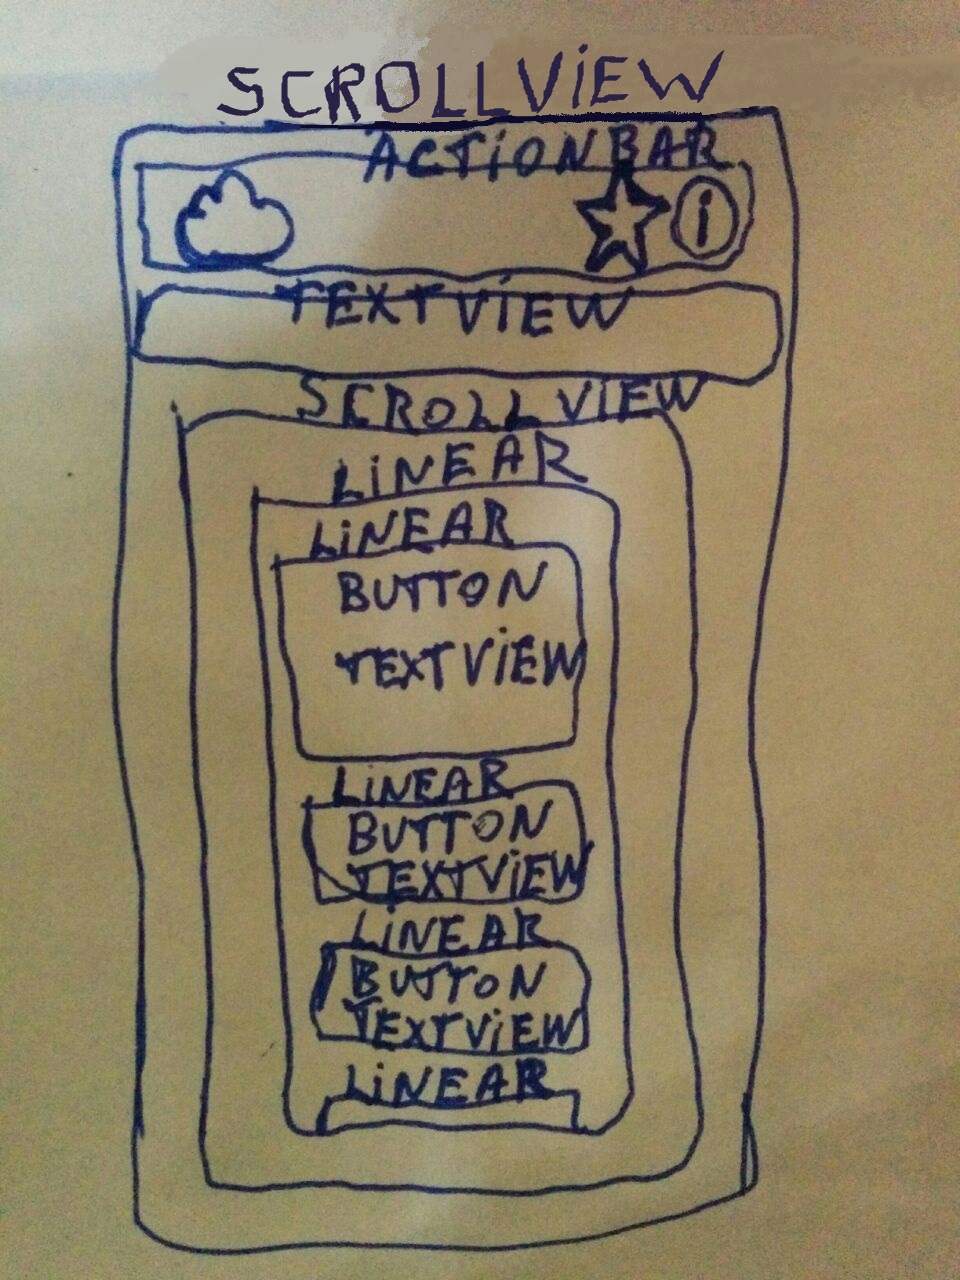 SCROLLViEW
ACTiONBAR
i
TEXTViEW
SCROLLVIEW
LiNEAR
LiNEAR
BUTTON
TEXTViEW
LiNEAR
BUTTON
TEXTViEW
LiNEAR
BUTTON
TEXTViEW
LiNEAR